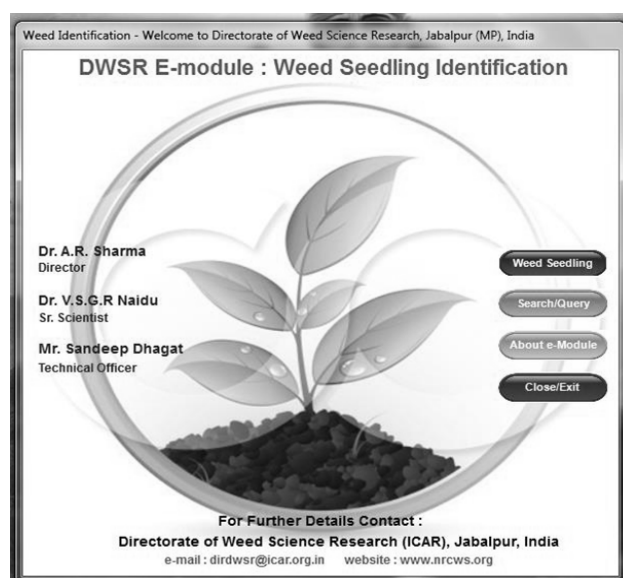 Weed Identification - Welcome to Directorate of Weed Science Research, Jabalpur (MP), India
DWSR E-module : Weed Seedling Identification
Dr. A.R. Sharma
Director
Dr. V.S.G.R Naidu
Sr. Scientist
Mr. Sandeep Dhagat
Technical Officer
Weed Seedling
Search/Query
About e-Module
Close/Exit
For Further Details Contact :
Directorate of Weed Science Research (ICAR), Jabalpur, India
e-mail : dirdwsr@icar.org.in website : www.nrcws.org